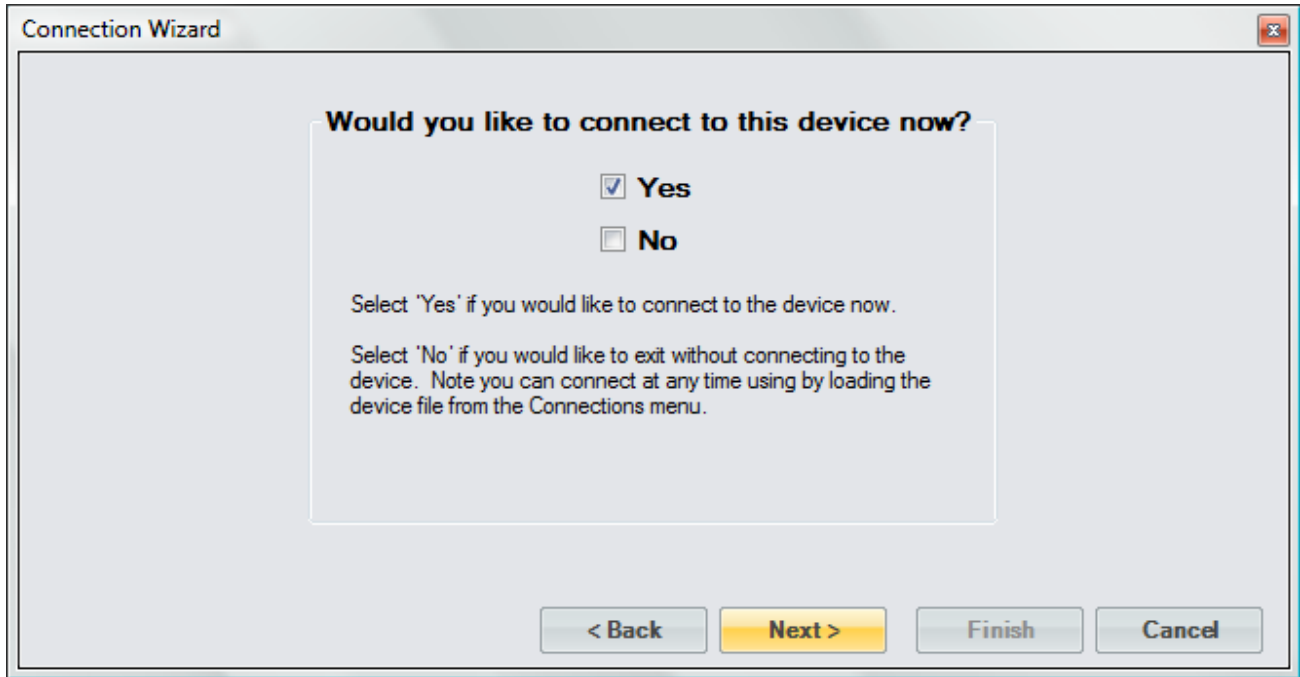 Connection Wizard
Would you like to connect to this device now?
Yes
No
Select 'Yes' if you would like to connect to the device now.
Select 'No' if you would like to exit without connecting to the
device.  Note you can connect at any time using by loading the
device file from the Connections menu.
< Back Next > Finish Cancel